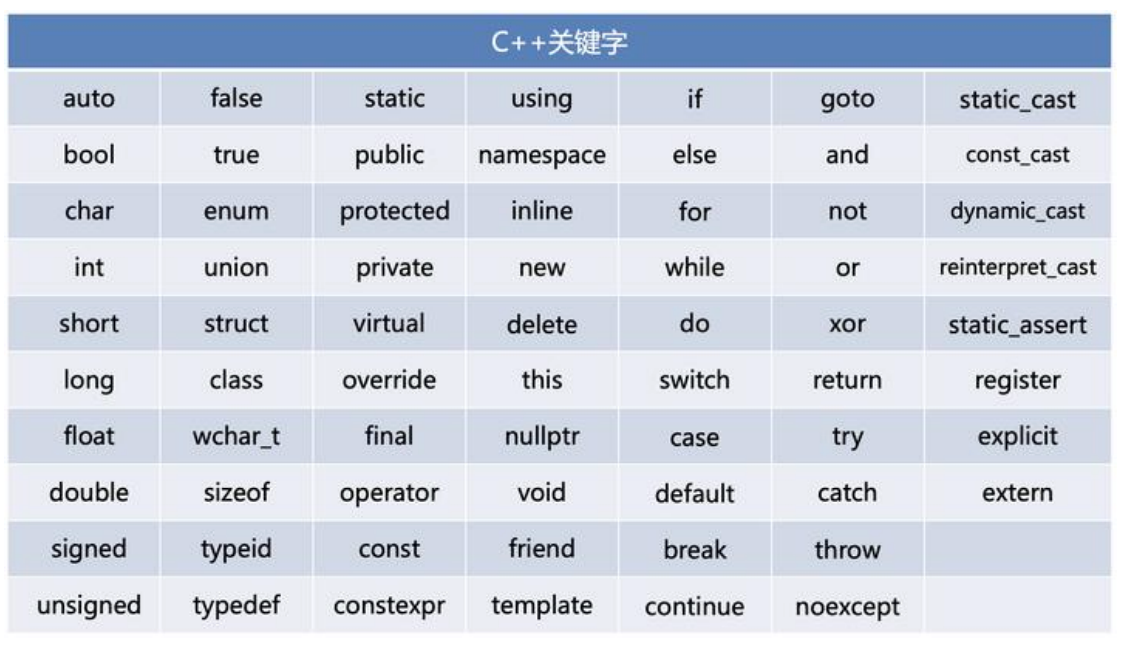 C++关键字
auto false static using if goto static_cast
bool true public namespace else and const_cast
char enum protected inline for not dynamic_cast
int union private new while or reinterpret_cast
short struct virtual delete do xor static_assert
long class override this switch return register
float wchar_t final nullptr case try explicit
double sizeof operator void default catch extern
signed typeid const friend break throw
unsigned typedef constexpr template continue noexcept